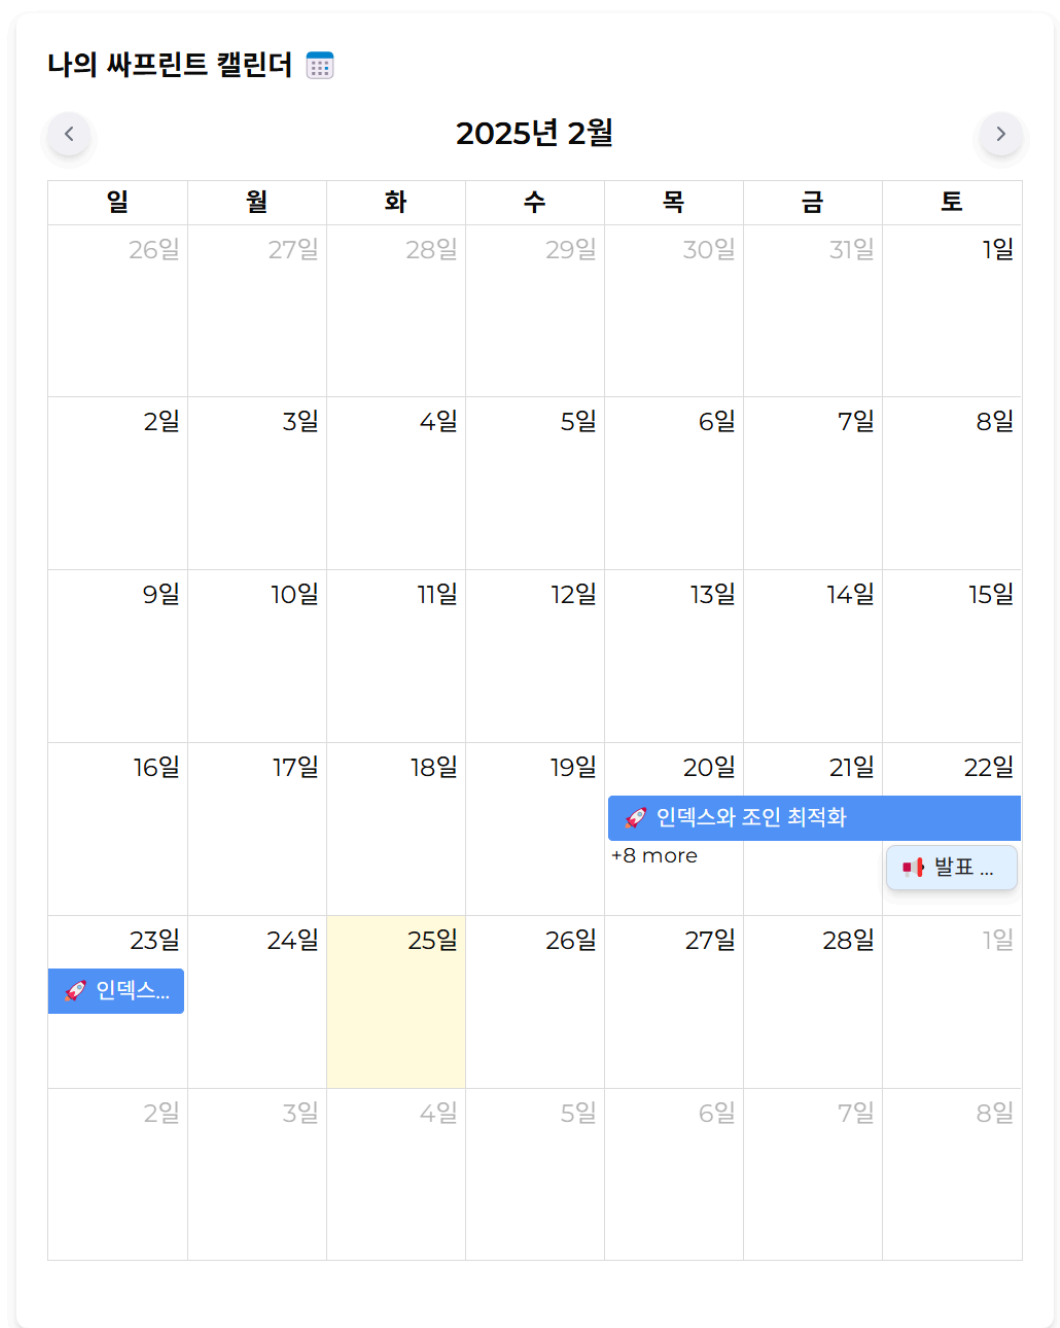 나의 싸프린트 캘린더
2025년 2월
일 월 화 수 목 금 토
26일 27일 28일 29일 30일 31일 1일
2일 3일 4일 5일 6일 7일 8일
9일 10일 11일 12일 13일 14일 15일
16일 17일 18일 19일 20일 21일 22일
🚀 인덱스와 조인 최적화
+8 more
발표 ...
23일 24일 25일 26일 27일 28일 1일
🚀 인덱스...
2일 3일 4일 5일 6일 7일 8일